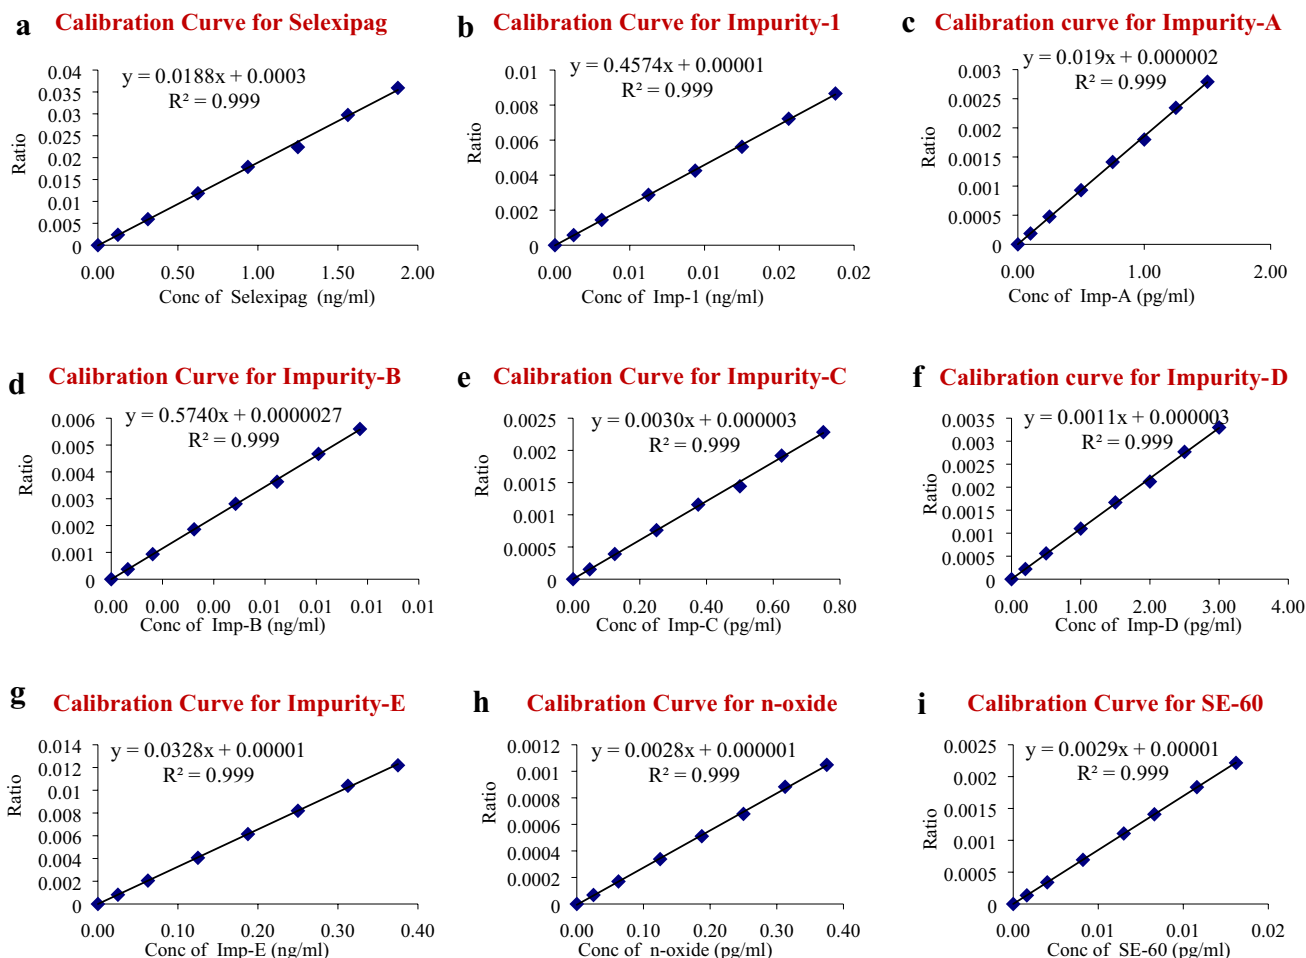 a Calibration Curve for Selexipag
y = 0.0188x + 0.0003
R² = 0.999
0.04
0.035
0.03
0.025
0.02
0.015
0.01
0.005
0
Ratio
0.00 0.50 1.00 1.50 2.00
Conc of Selexipag (ng/ml)
b Calibration Curve for Impurity-1
y = 0.4574x + 0.00001
R² = 0.999
0.01
0.008
0.006
0.004
0.002
0
Ratio
0.00 0.01 0.01 0.02 0.02
Conc of Imp-1 (ng/ml)
c Calibration curve for Impurity-A
y = 0.019x + 0.000002
R² = 0.999
0.003
0.0025
0.002
0.0015
0.001
0.0005
0
Ratio
0.00 1.00 2.00
Conc of Imp-A (pg/ml)
d Calibration Curve for Impurity-B
y = 0.5740x + 0.0000027
R² = 0.999
0.006
0.005
0.004
0.003
0.002
0.001
0
Ratio
0.00 0.00 0.00 0.01 0.01 0.01 0.01
Conc of Imp-B (ng/ml)
e Calibration Curve for Impurity-C
y = 0.0030x + 0.000003
R² = 0.999
0.0025
0.002
0.0015
0.001
0.0005
0
Ratio
0.00 0.20 0.40 0.60 0.80
Conc of Imp-C (pg/ml)
f Calibration curve for Impurity-D
y = 0.0011x + 0.000003
R² = 0.999
0.0035
0.003
0.0025
0.002
0.0015
0.001
0.0005
0
Ratio
0.00 1.00 2.00 3.00 4.00
Conc of Imp-D (pg/ml)
g Calibration Curve for Impurity-E
y = 0.0328x + 0.00001
R² = 0.999
0.014
0.012
0.01
0.008
0.006
0.004
0.002
0
Ratio
0.00 0.10 0.20 0.30 0.40
Conc of Imp-E (ng/ml)
h Calibration Curve for n-oxide
y = 0.0028x + 0.000001
R² = 0.999
0.0012
0.001
0.0008
0.0006
0.0004
0.0002
0
Ratio
0.00 0.10 0.20 0.30 0.40
Conc of n-oxide (pg/ml)
i Calibration Curve for SE-60
y = 0.0029x + 0.00001
R² = 0.999
0.0025
0.002
0.0015
0.001
0.0005
0
Ratio
0.00 0.01 0.01 0.02
Conc of SE-60 (pg/ml)